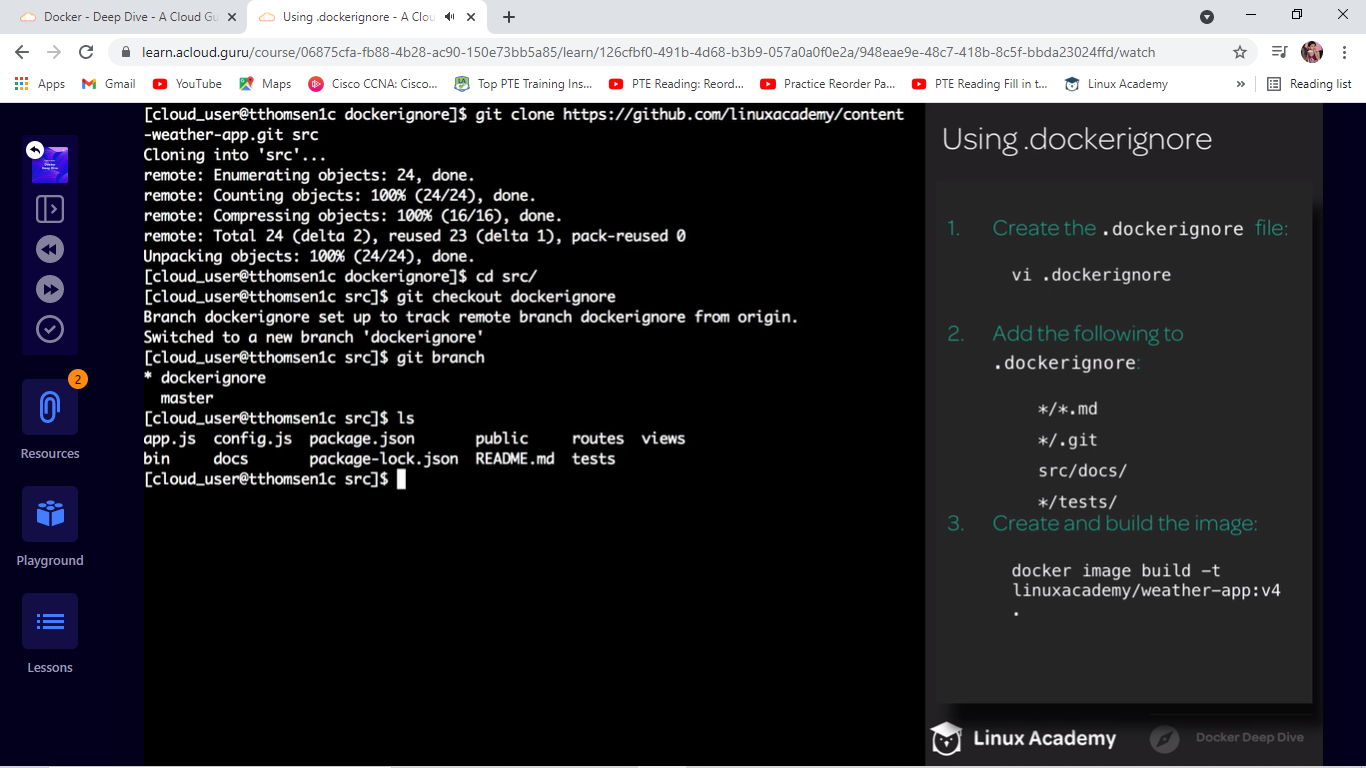 Docker - Deep Dive - A Cloud Gu
Using .dockerignore - A Clou
learn.acloud.guru/course/06875cfa-fb88-4b28-ac90-150e73bb5a85/learn/126cfbf0-491b-4d68-b3b9-057a0a0f0e2a/948eae9e-48c7-418b-8c5f-bbda23024ffd/watch
Apps
Gmail
YouTube
Maps
Cisco CCNA: Cisco...
Top PTE Training Ins...
PTE Reading: Reord...
Practice Reorder Pa...
PTE Reading Fill in t...
Linux Academy
»
Reading list
2
Resources
Playground
Lessons
[cloud_user@tthomsen1c dockerignore]$ git clone https://github.com/linuxacademy/content
-weather-app.git src
Cloning into 'src'...
remote: Enumerating objects: 24, done.
remote: Counting objects: 100% (24/24), done.
remote: Compressing objects: 100% (16/16), done.
remote: Total 24 (delta 2), reused 23 (delta 1), pack-reused 0
Unpacking objects: 100% (24/24), done.
[cloud_user@tthomsen1c dockerignore]$ cd src/
[cloud_user@tthomsen1c src]$ git checkout dockerignore
Branch dockerignore set up to track remote branch dockerignore from origin.
Switched to a new branch 'dockerignore'
[cloud_user@tthomsen1c src]$ git branch
* dockerignore
master
[cloud_user@tthomsen1c src]$ ls
app.js config.js package.json public routes views
bin docs package-lock.json README.md tests
[cloud_user@tthomsen1c src]$
Using .dockerignore
1. Create the .dockerignore file:
vi .dockerignore
2. Add the following to
.dockerignore:
*/*.md
*/.git
src/docs/
*/tests/
3. Create and build the image:
docker image build -t
linuxacademy/weather-app:v4
.
Linux Academy
Docker Deep Dive